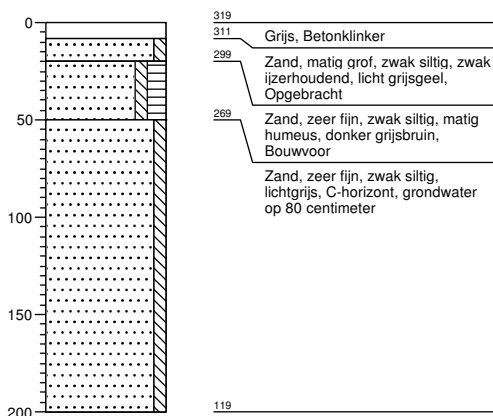 0
50
100
150
200
319
311
Grijs, Betonklinker
299
Zand, matig grof, zwak siltig, zwak
ijzerhoudend, licht grijsgeel,
Opgebracht
269
Zand, zeer fijn, zwak siltig, matig
humeus, donker grijsbruin,
Bouwvoor
Zand, zeer fijn, zwak siltig,
lichtgrijs, C-horizont, grondwater
op 80 centimeter
119